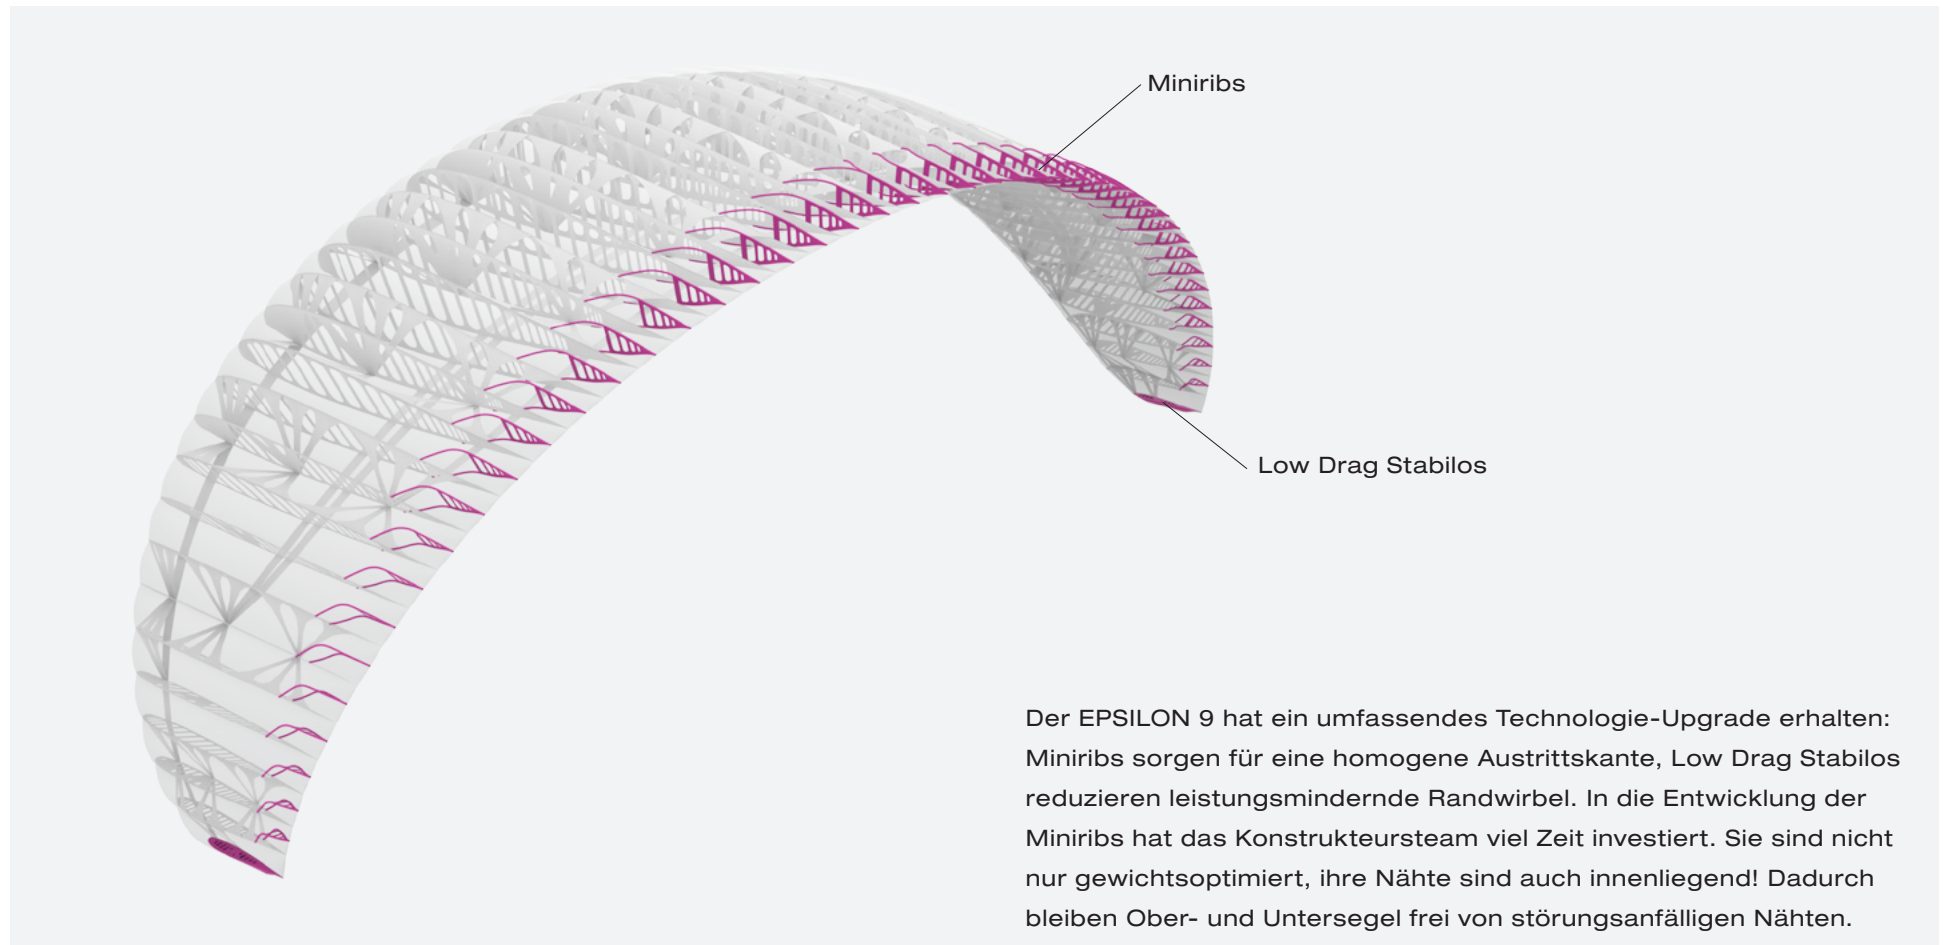 Miniribs
Low Drag Stabilos
Der EPSILON 9 hat ein umfassendes Technologie-Upgrade erhalten:
Miniribs sorgen für eine homogene Austrittskante, Low Drag Stabilos
reduzieren leistungsmindernde Randwirbel. In die Entwicklung der
Miniribs hat das Konstrukteursteam viel Zeit investiert. Sie sind nicht
nur gewichtsoptimiert, ihre Nähte sind auch innenliegend! Dadurch
bleiben Ober- und Untersegel frei von störungsanfälligen Nähten.